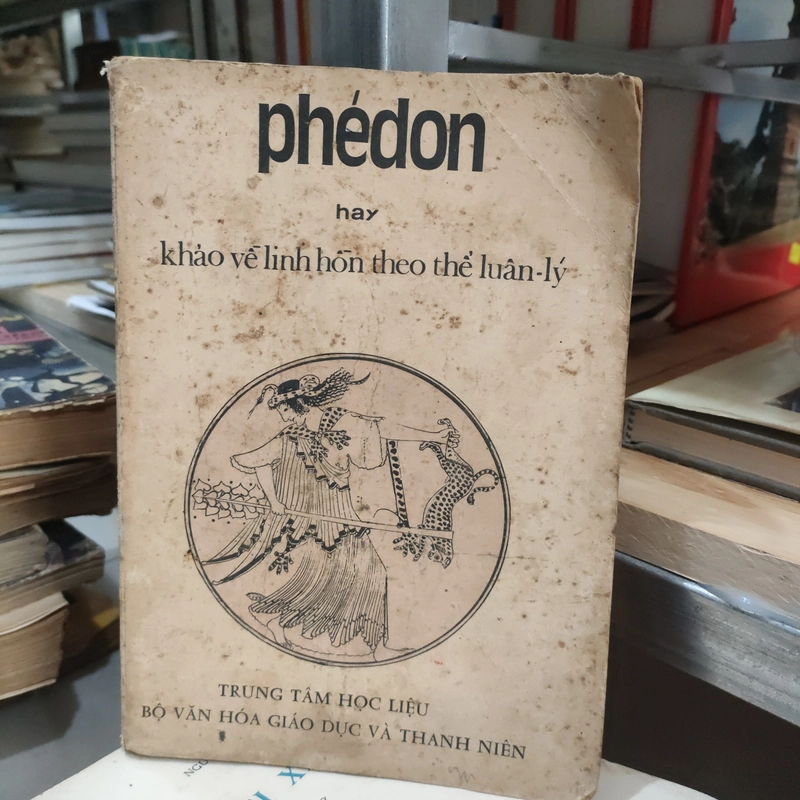 phédon
hay
khảo về linh hồn theo thể luân-lý
TRUNG TÂM HỌC LIỆU
BỘ VĂN HÓA GIÁO DỤC VÀ THANH NIÊN